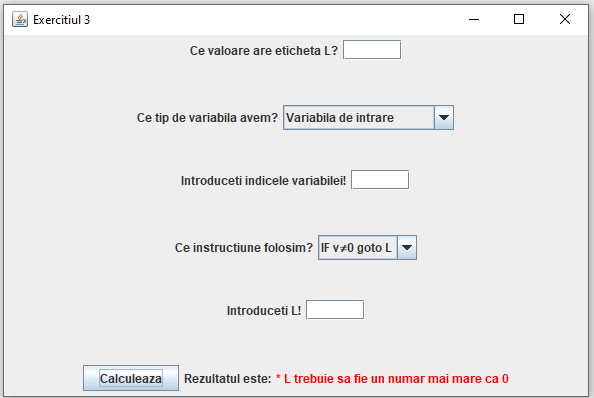 Exercitiul 3
Ce valoare are eticheta L?
Ce tip de variabila avem? Variabila de intrare
Introduceti indicele variabilei!
Ce instructiune folosim? IF v≠0 goto L
Introduceti L!
Calculeaza Rezultatul este: * L trebuie sa fie un numar mai mare ca 0